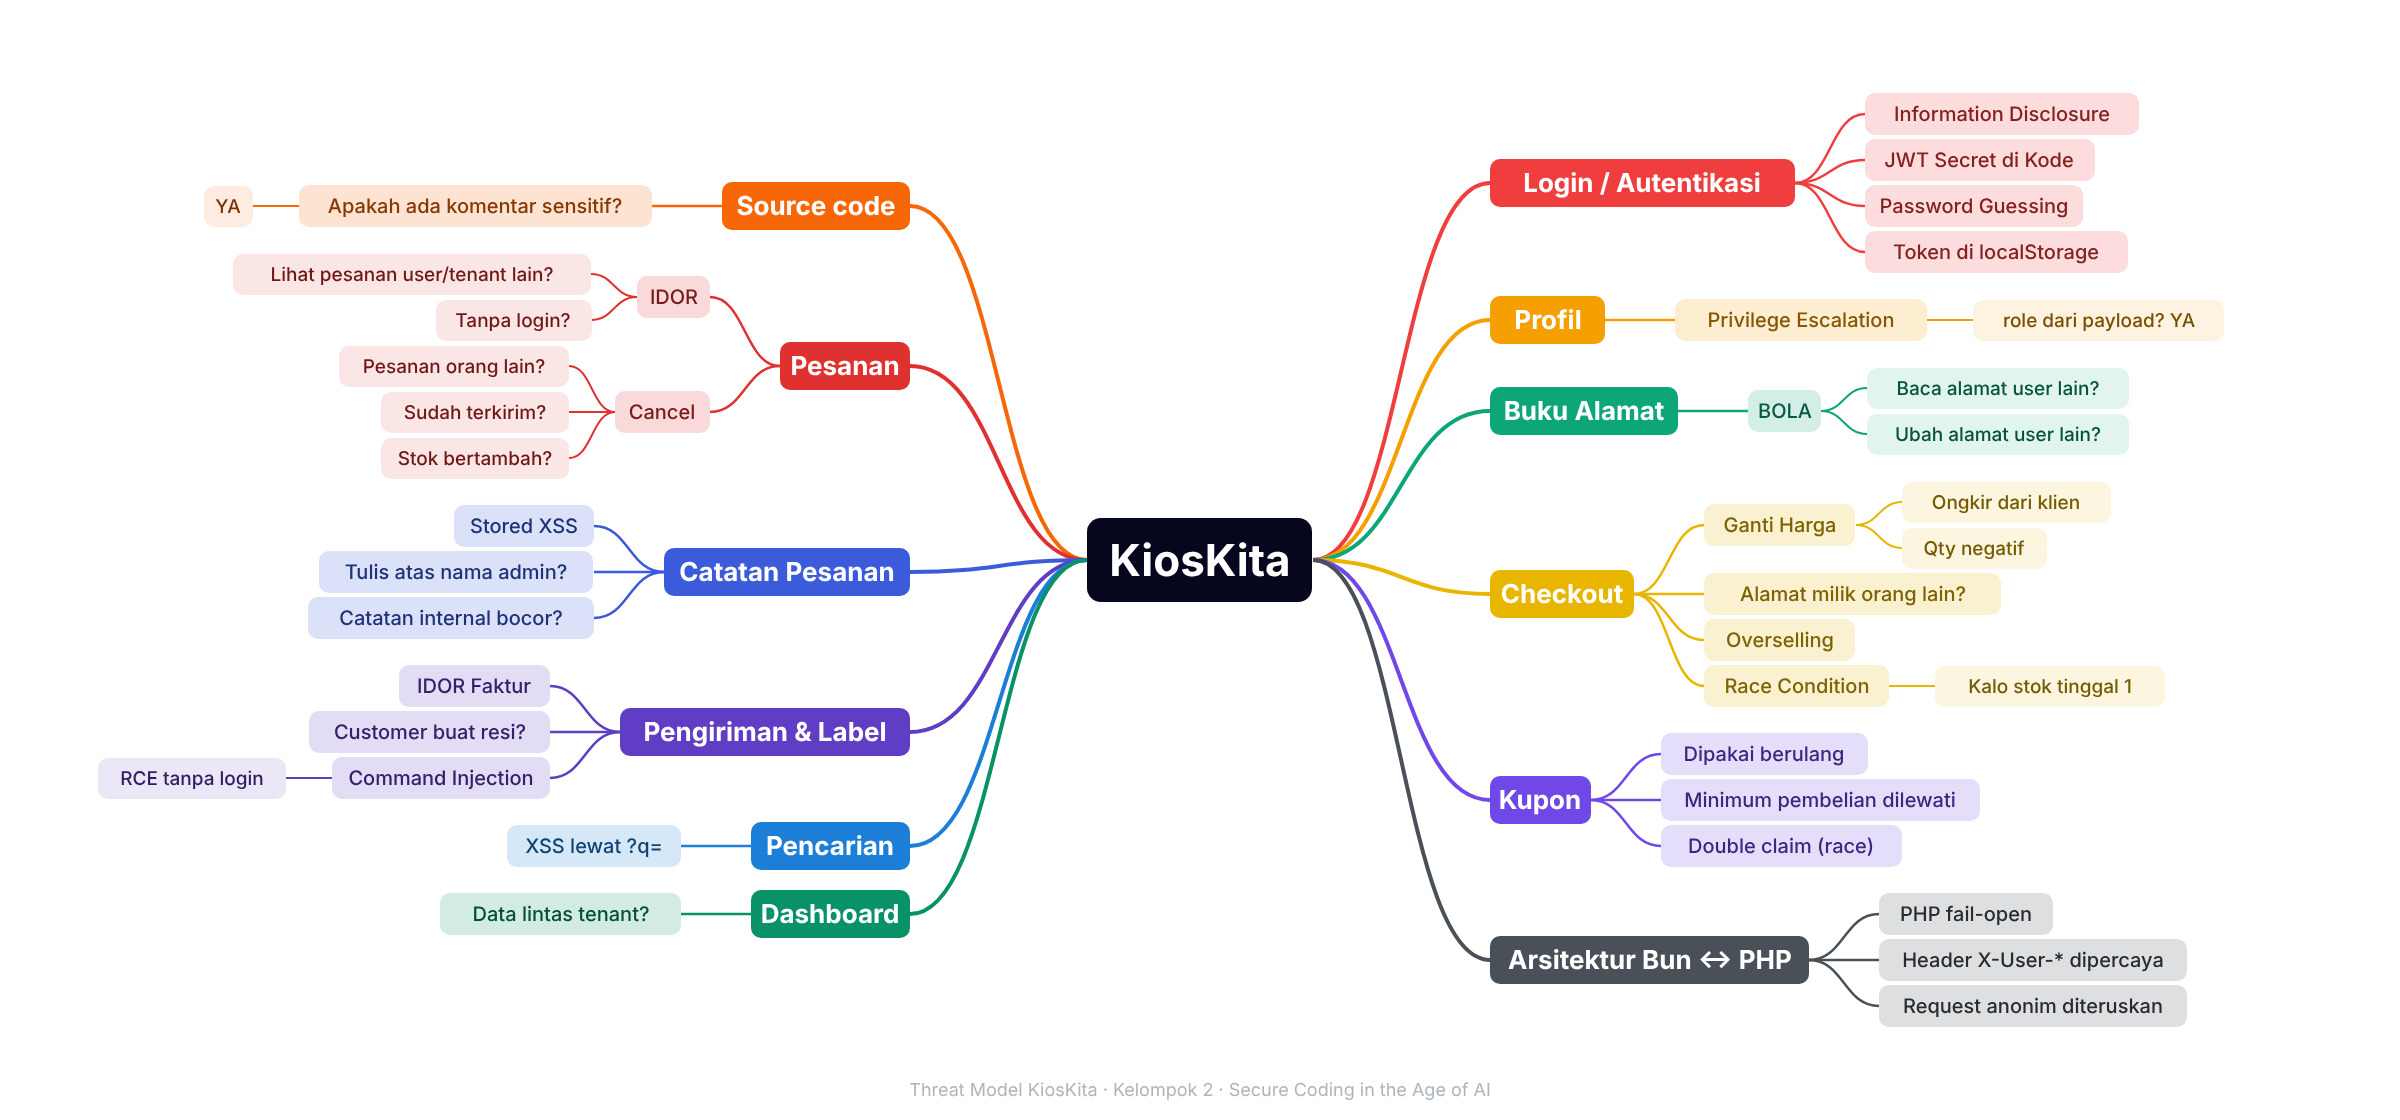 KiosKita
Source code
Apakah ada komentar sensitif?
YA
Pesanan
IDOR
Lihat pesanan user/tenant lain?
Tanpa login?
Cancel
Pesanan orang lain?
Sudah terkirim?
Stok bertambah?
Catatan Pesanan
Stored XSS
Tulis atas nama admin?
Catatan internal bocor?
Pengiriman & Label
IDOR Faktur
Customer buat resi?
Command Injection
RCE tanpa login
Pencarian
XSS lewat ?q=
Dashboard
Data lintas tenant?
Login / Autentikasi
Information Disclosure
JWT Secret di Kode
Password Guessing
Token di localStorage
Profil
Privilege Escalation
role dari payload? YA
Buku Alamat
BOLA
Baca alamat user lain?
Ubah alamat user lain?
Checkout
Ganti Harga
Ongkir dari klien
Qty negatif
Alamat milik orang lain?
Overselling
Race Condition
Kalo stok tinggal 1
Kupon
Dipakai berulang
Minimum pembelian dilewati
Double claim (race)
Arsitektur Bun ↔ PHP
PHP fail-open
Header X-User-* dipercaya
Request anonim diteruskan
Threat Model KiosKita · Kelompok 2 · Secure Coding in the Age of AI